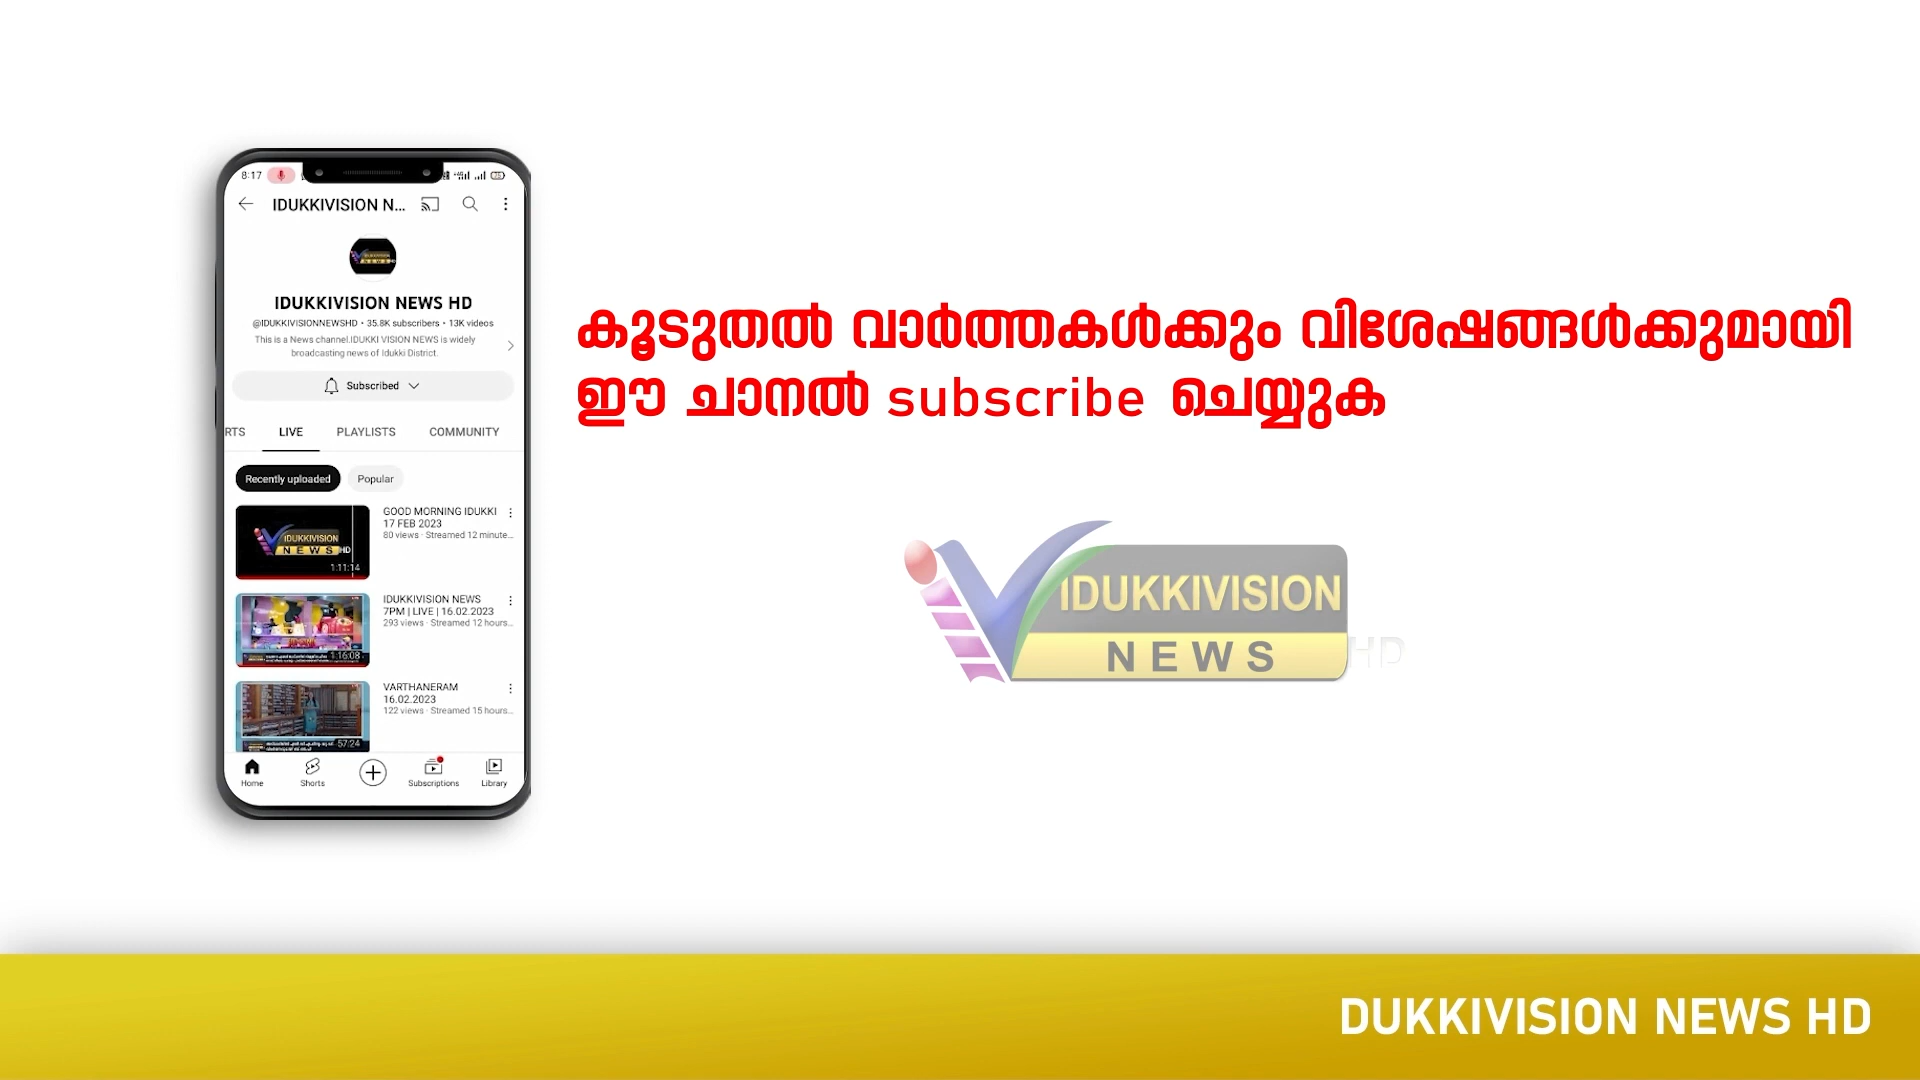 8:17
IDUKKIVISION N...
IDUKKIVISION NEWS HD
@IDUKKIVISIONNEWSHD • 35.8K subscribers • 13K videos
This is a News channel.IDUKKI VISION NEWS is widely
broadcasting news of Idukki District.
Subscribed
RTS LIVE PLAYLISTS COMMUNITY
Recently uploaded Popular
IDUKKIVISION
NEWS HD
1:11:14
GOOD MORNING IDUKKI
17 FEB 2023
80 views · Streamed 12 minute...
1:16:08
IDUKKIVISION NEWS
7PM | LIVE | 16.02.2023
293 views · Streamed 12 hours...
57:24
VARTHANERAM
16.02.2023
122 views · Streamed 15 hours...
Home Shorts Subscriptions Library
കൂടുതൽ വാർത്തകൾക്കും വിശേഷങ്ങൾക്കുമായി
ഈ ചാനൽ subscribe ചെയ്യുക
IDUKKIVISION
NEWS HD
DUKKIVISION NEWS HD